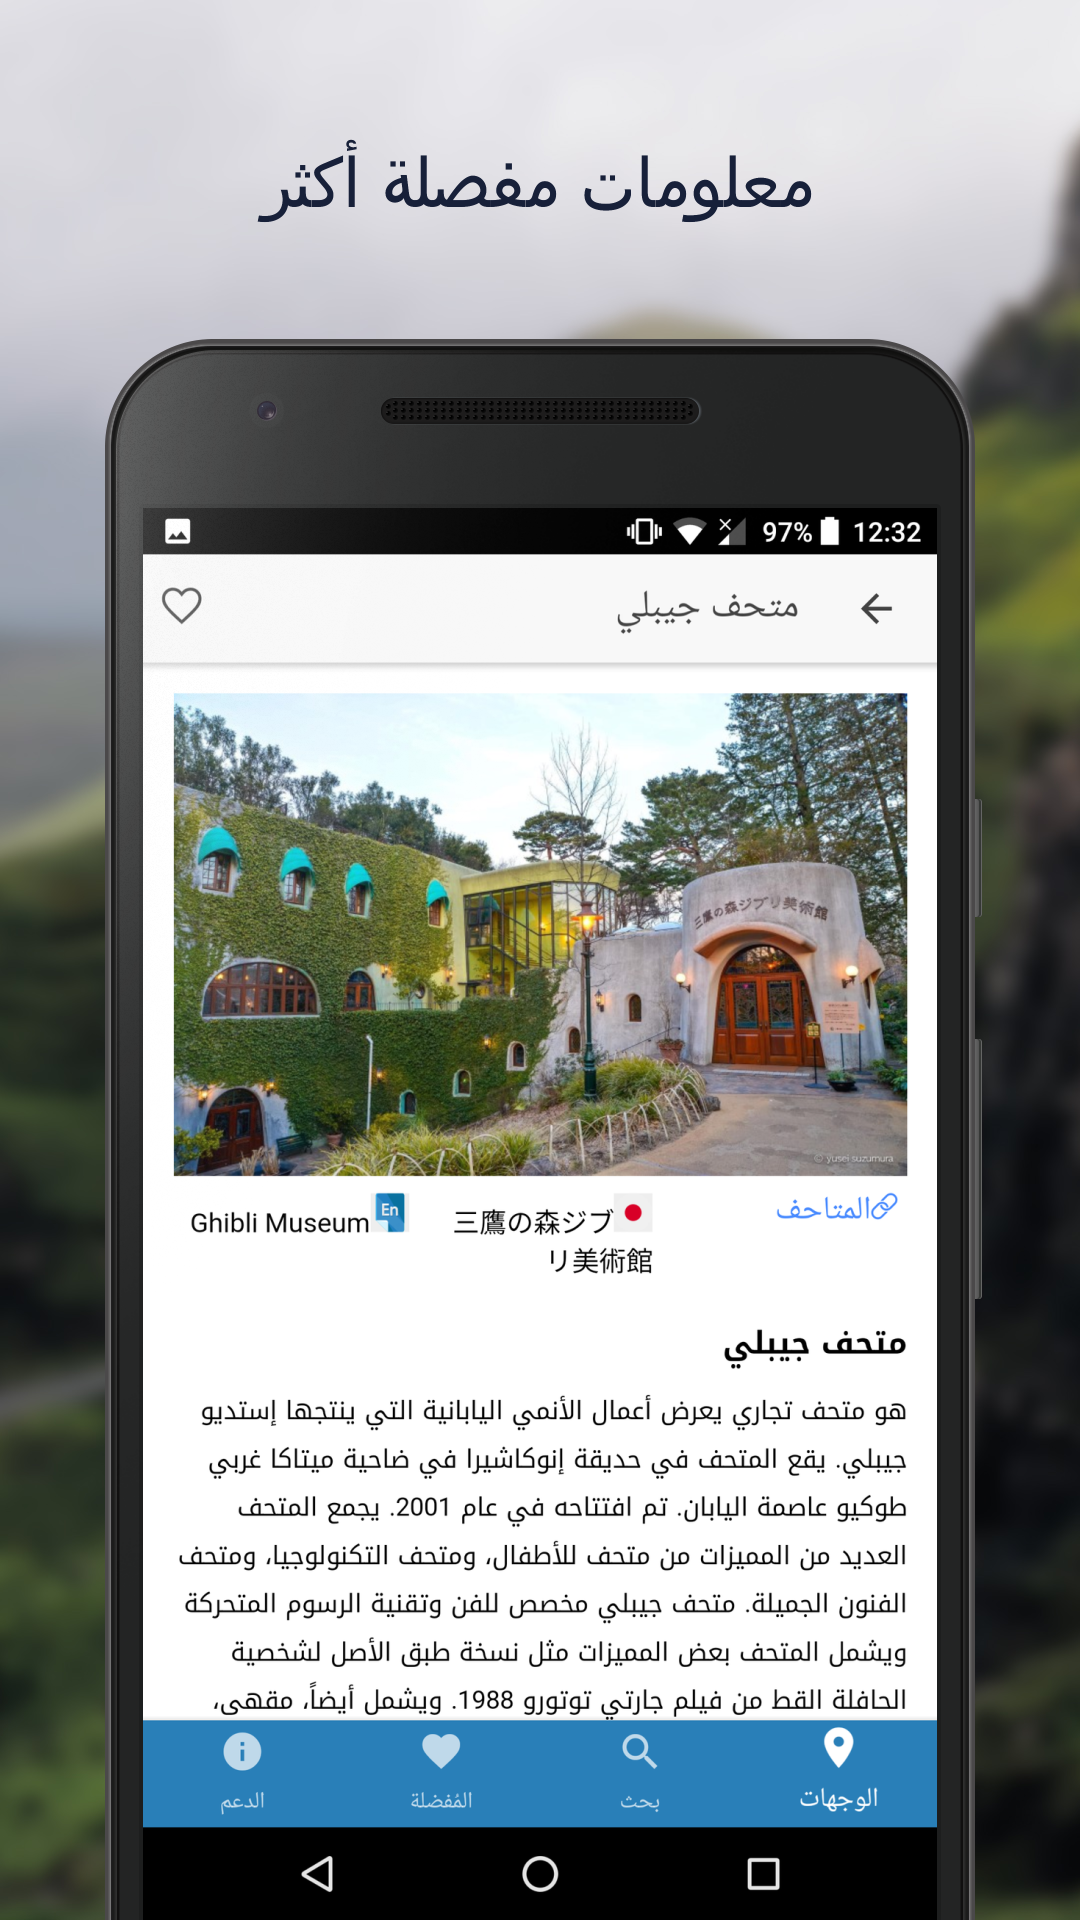 معلومات مفصلة أكثر
97% 12:32
متحف جيبلي
三鷹の森ジブリ美術館
© yusei suzumura
المتاحف
三鷹の森ジブ
リ美術館
En
Ghibli Museum
متحف جيبلي
هو متحف تجاري يعرض أعمال الأنمي اليابانية التي ينتجها إستديو
جيبلي. يقع المتحف في حديقة إنوكاشيرا في ضاحية ميتاكا غربي
طوكيو عاصمة اليابان. تم افتتاحه في عام 2001. يجمع المتحف
العديد من المميزات من متحف للأطفال، ومتحف التكنولوجيا، ومتحف
الفنون الجميلة. متحف جيبلي مخصص للفن وتقنية الرسوم المتحركة
ويشمل المتحف بعض المميزات مثل نسخة طبق الأصل لشخصية
الحافلة القط من فيلم جارتي توتورو 1988. ويشمل أيضاً، مقهى،
الوجهات
بحث
المُفضلة
الدعم